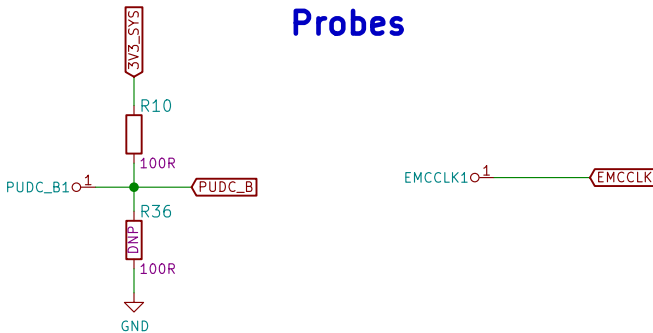 Probes
3V3_SYS
R10
100R
PUDC_B1
1
PUDC_B
R36
DNP
100R
GND
EMCCLK1
1
EMCCLK